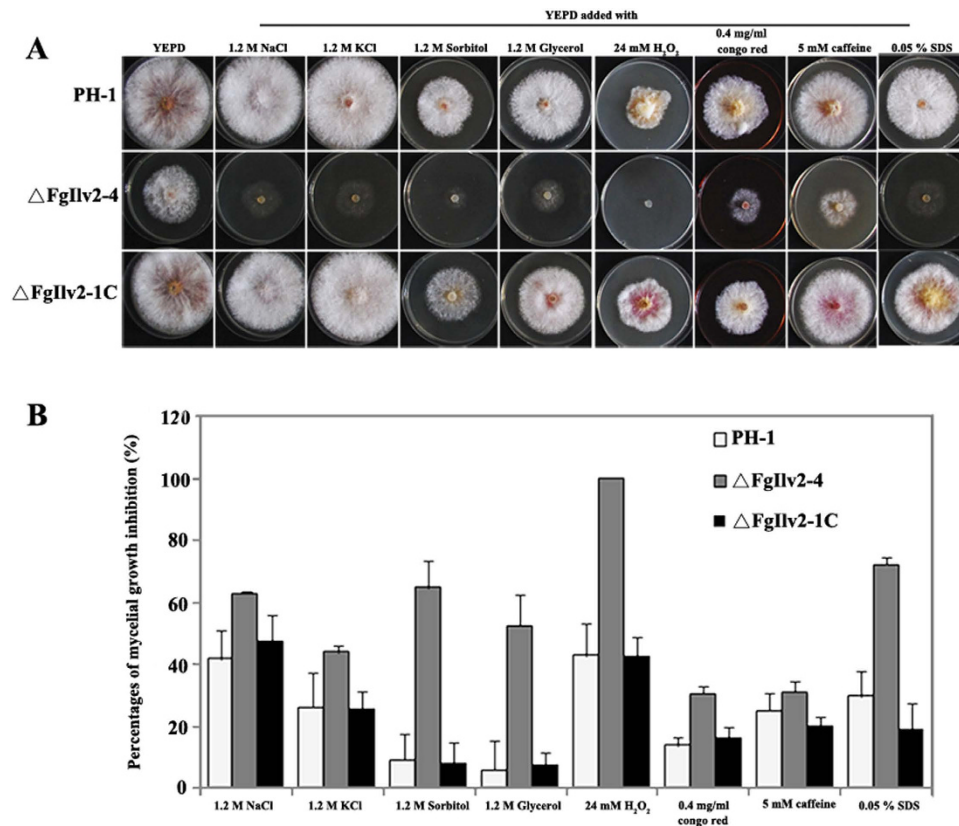 YEPD added with
A
YEPD 1.2 M NaCl 1.2 M KCl 1.2 M Sorbitol 1.2 M Glycerol 24 mM H₂O₂ 0.4 mg/ml congo red 5 mM caffeine 0.05 % SDS
PH-1
△FgIlv2-4
△FgIlv2-1C
B
Percentages of mycelial growth inhibition (%)
120
100
80
60
40
20
0
PH-1
△FgIlv2-4
△FgIlv2-1C
1.2 M NaCl 1.2 M KCl 1.2 M Sorbitol 1.2 M Glycerol 24 mM H₂O₂ 0.4 mg/ml congo red 5 mM caffeine 0.05 % SDS